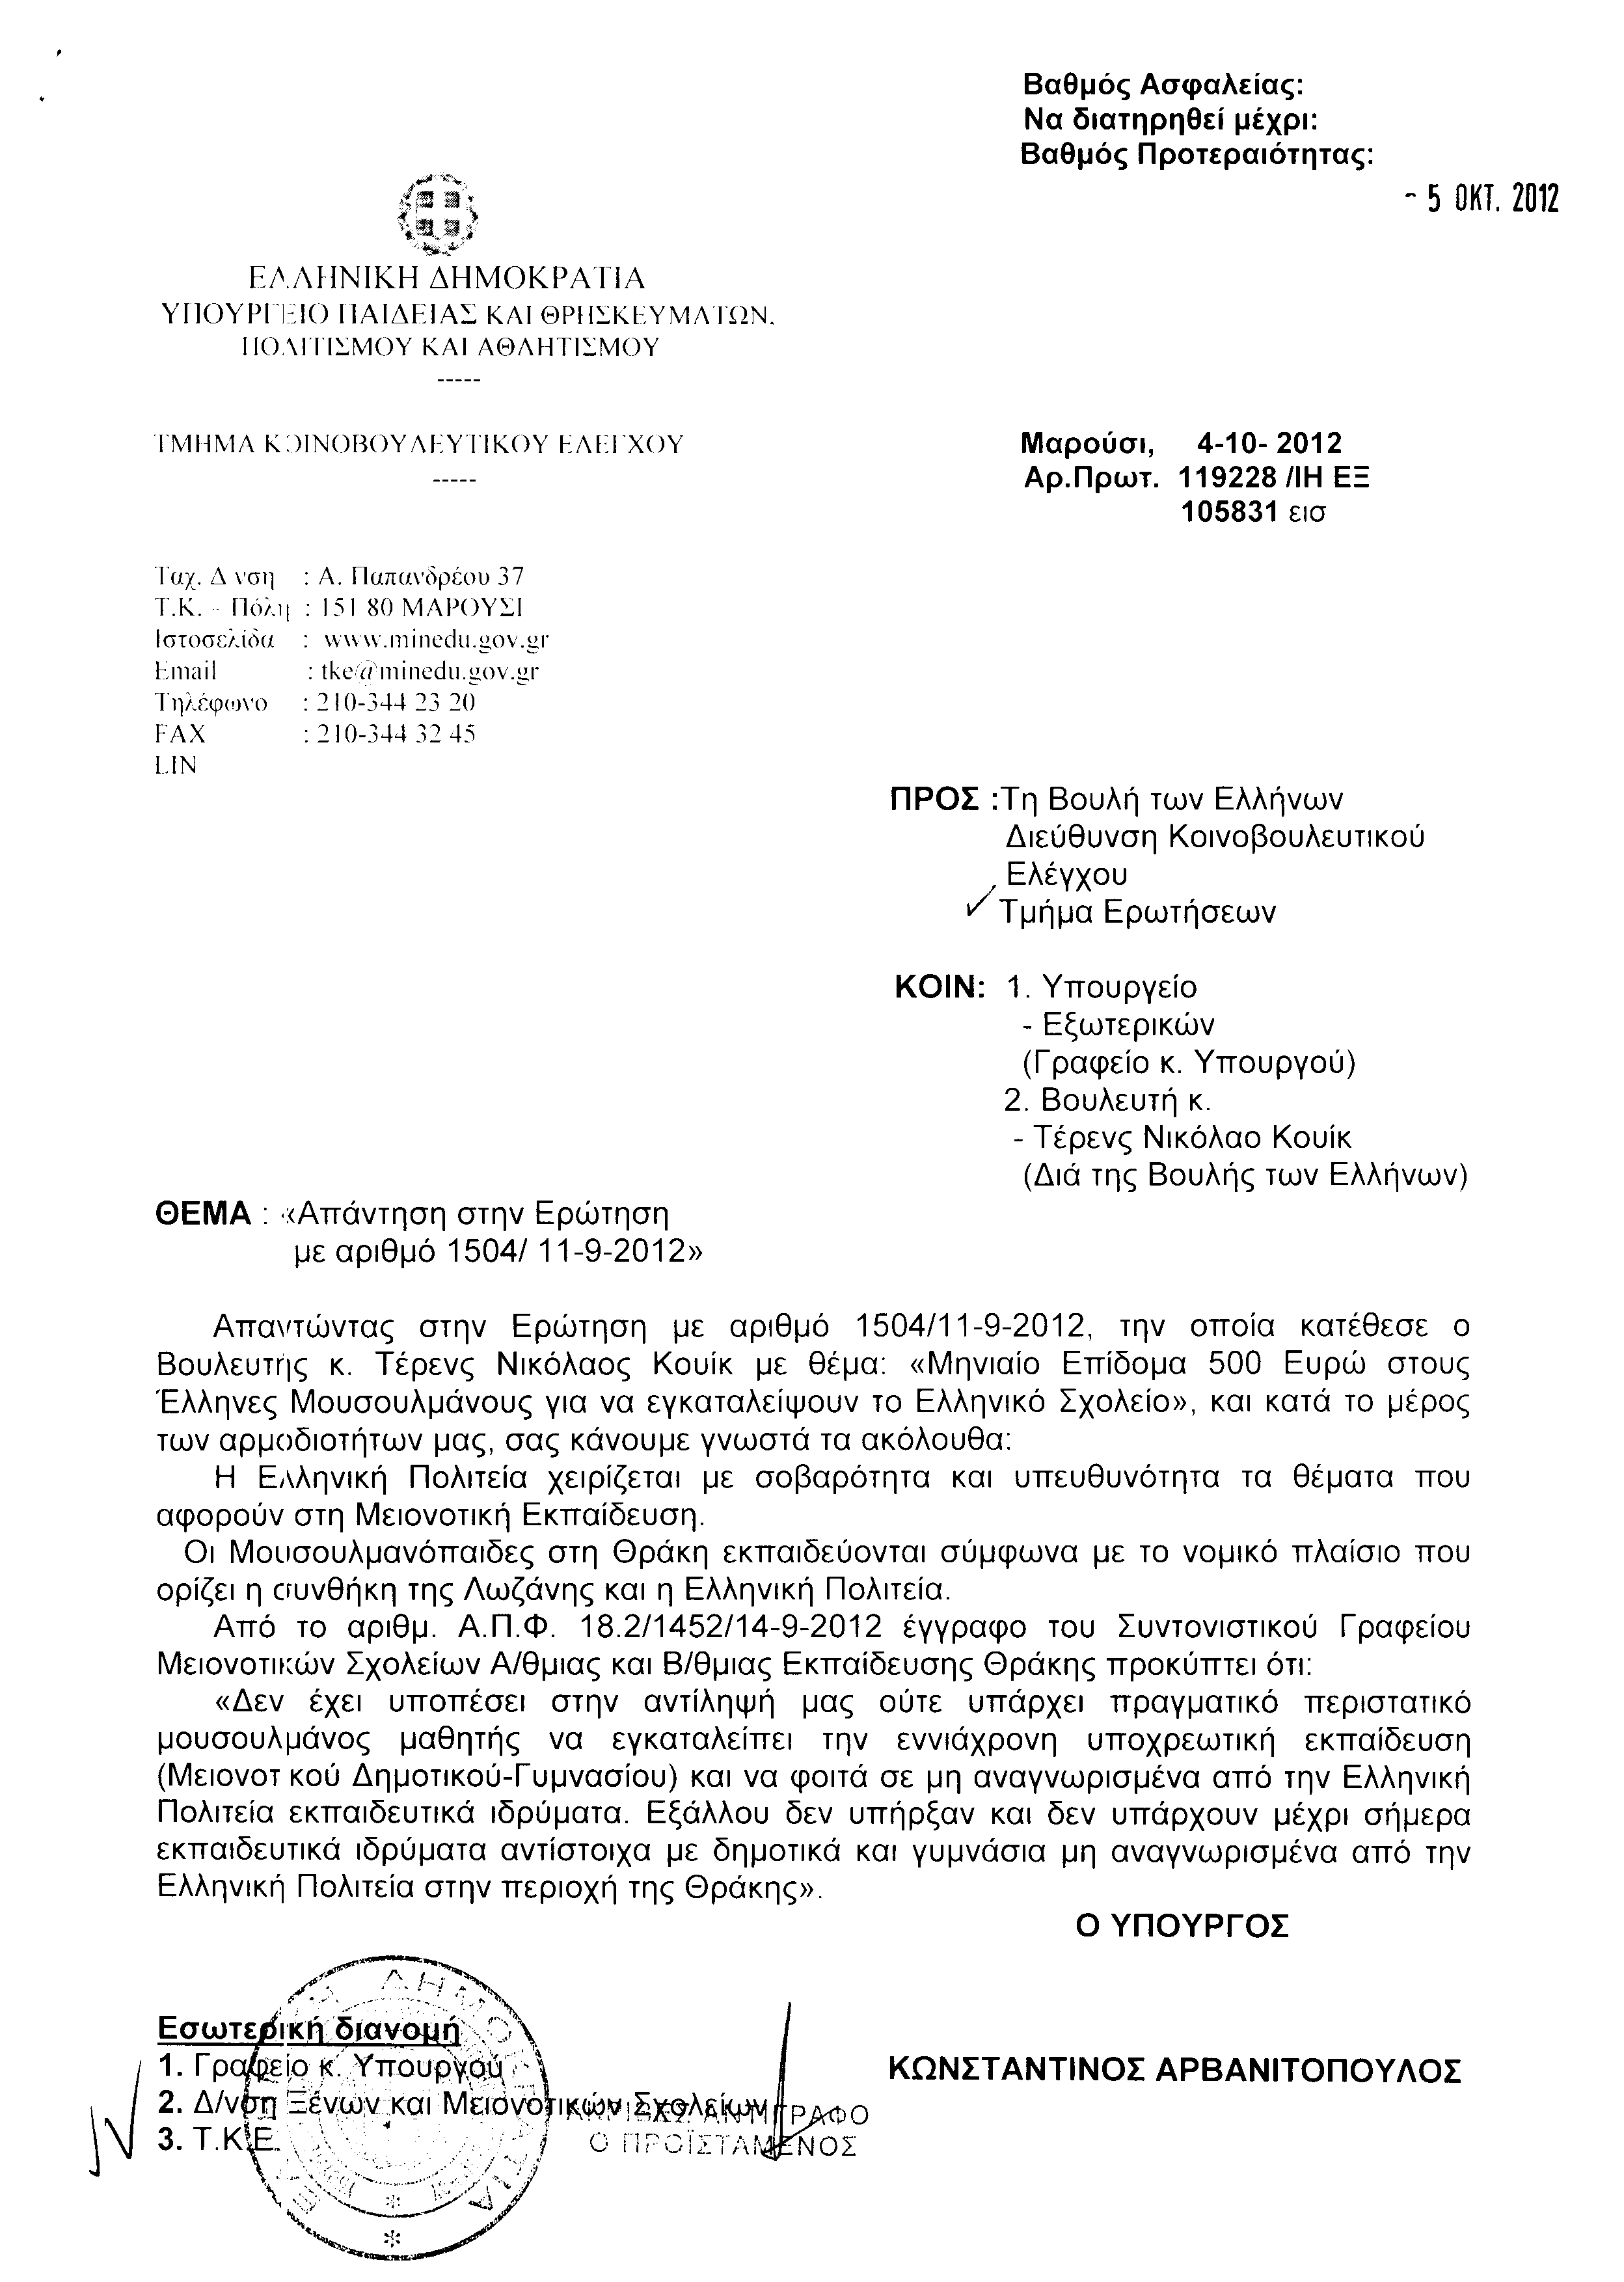 Βαθμός Ασφαλείας:
Να διατηρηθεί μέχρι:
Βαθμός Προτεραιότητας:
- 5 ΟΚΤ. 2012
ΕΛΛΗΝΙΚΗ ΔΗΜΟΚΡΑΤΙΑ
ΥΠΟΥΡΓΕΙΟ ΠΑΙΔΕΙΑΣ ΚΑΙ ΘΡΗΣΚΕΥΜΑΤΩΝ,
ΠΟΛΙΤΙΣΜΟΥ ΚΑΙ ΑΘΛΗΤΙΣΜΟΥ
-----
ΤΜΗΜΑ ΚΟΙΝΟΒΟΥΛΕΥΤΙΚΟΥ ΕΛΕΓΧΟΥ
-----
Μαρούσι, 4-10- 2012
Αρ.Πρωτ. 119228 /ΙΗ ΕΞ
105831 εισ
Ταχ. Δ νση : Α. Παπανδρέου 37
Τ.Κ. - Πόλη : 151 80 ΜΑΡΟΥΣΙ
Ιστοσελίδα : www.minedu.gov.gr
Email : tke@minedu.gov.gr
Τηλέφωνο : 210-344 23 20
FAX : 210-344 32 45
LIN
ΠΡΟΣ :Τη Βουλή των Ελλήνων
Διεύθυνση Κοινοβουλευτικού
Ελέγχου
Τμήμα Ερωτήσεων
ΚΟΙΝ: 1. Υπουργείο
- Εξωτερικών
(Γραφείο κ. Υπουργού)
2. Βουλευτή κ.
- Τέρενς Νικόλαο Κουίκ
(Διά της Βουλής των Ελλήνων)
ΘΕΜΑ : «Απάντηση στην Ερώτηση
με αριθμό 1504/ 11-9-2012»
Απαντώντας στην Ερώτηση με αριθμό 1504/11-9-2012, την οποία κατέθεσε ο
Βουλευτής κ. Τέρενς Νικόλαος Κουίκ με θέμα: «Μηνιαίο Επίδομα 500 Ευρώ στους
Έλληνες Μουσουλμάνους για να εγκαταλείψουν το Ελληνικό Σχολείο», και κατά το μέρος
των αρμοδιοτήτων μας, σας κάνουμε γνωστά τα ακόλουθα:
Η Ελληνική Πολιτεία χειρίζεται με σοβαρότητα και υπευθυνότητα τα θέματα που
αφορούν στη Μειονοτική Εκπαίδευση.
Οι Μουσουλμανόπαιδες στη Θράκη εκπαιδεύονται σύμφωνα με το νομικό πλαίσιο που
ορίζει η συνθήκη της Λωζάνης και η Ελληνική Πολιτεία.
Από το αριθμ. Α.Π.Φ. 18.2/1452/14-9-2012 έγγραφο του Συντονιστικού Γραφείου
Μειονοτικών Σχολείων Α/θμιας και Β/θμιας Εκπαίδευσης Θράκης προκύπτει ότι:
«Δεν έχει υποπέσει στην αντίληψή μας ούτε υπάρχει πραγματικό περιστατικό
μουσουλμάνος μαθητής να εγκαταλείπει την εννιάχρονη υποχρεωτική εκπαίδευση
(Μειονοτ κού Δημοτικού-Γυμνασίου) και να φοιτά σε μη αναγνωρισμένα από την Ελληνική
Πολιτεία εκπαιδευτικά ιδρύματα. Εξάλλου δεν υπήρξαν και δεν υπάρχουν μέχρι σήμερα
εκπαιδευτικά ιδρύματα αντίστοιχα με δημοτικά και γυμνάσια μη αναγνωρισμένα από την
Ελληνική Πολιτεία στην περιοχή της Θράκης».
Ο ΥΠΟΥΡΓΟΣ
Εσωτερική διανομή
1. Γραφείο κ. Υπουργού
2. Δ/νση Ξένων και Μειονοτικών Σχολείων
3. Τ.Κ.Ε.
ΚΩΝΣΤΑΝΤΙΝΟΣ ΑΡΒΑΝΙΤΟΠΟΥΛΟΣ
ΑΚΡΙΒΕΣ ΑΝΤΙΓΡΑΦΟ
Ο ΠΡΟΪΣΤΑΜΕΝΟΣ